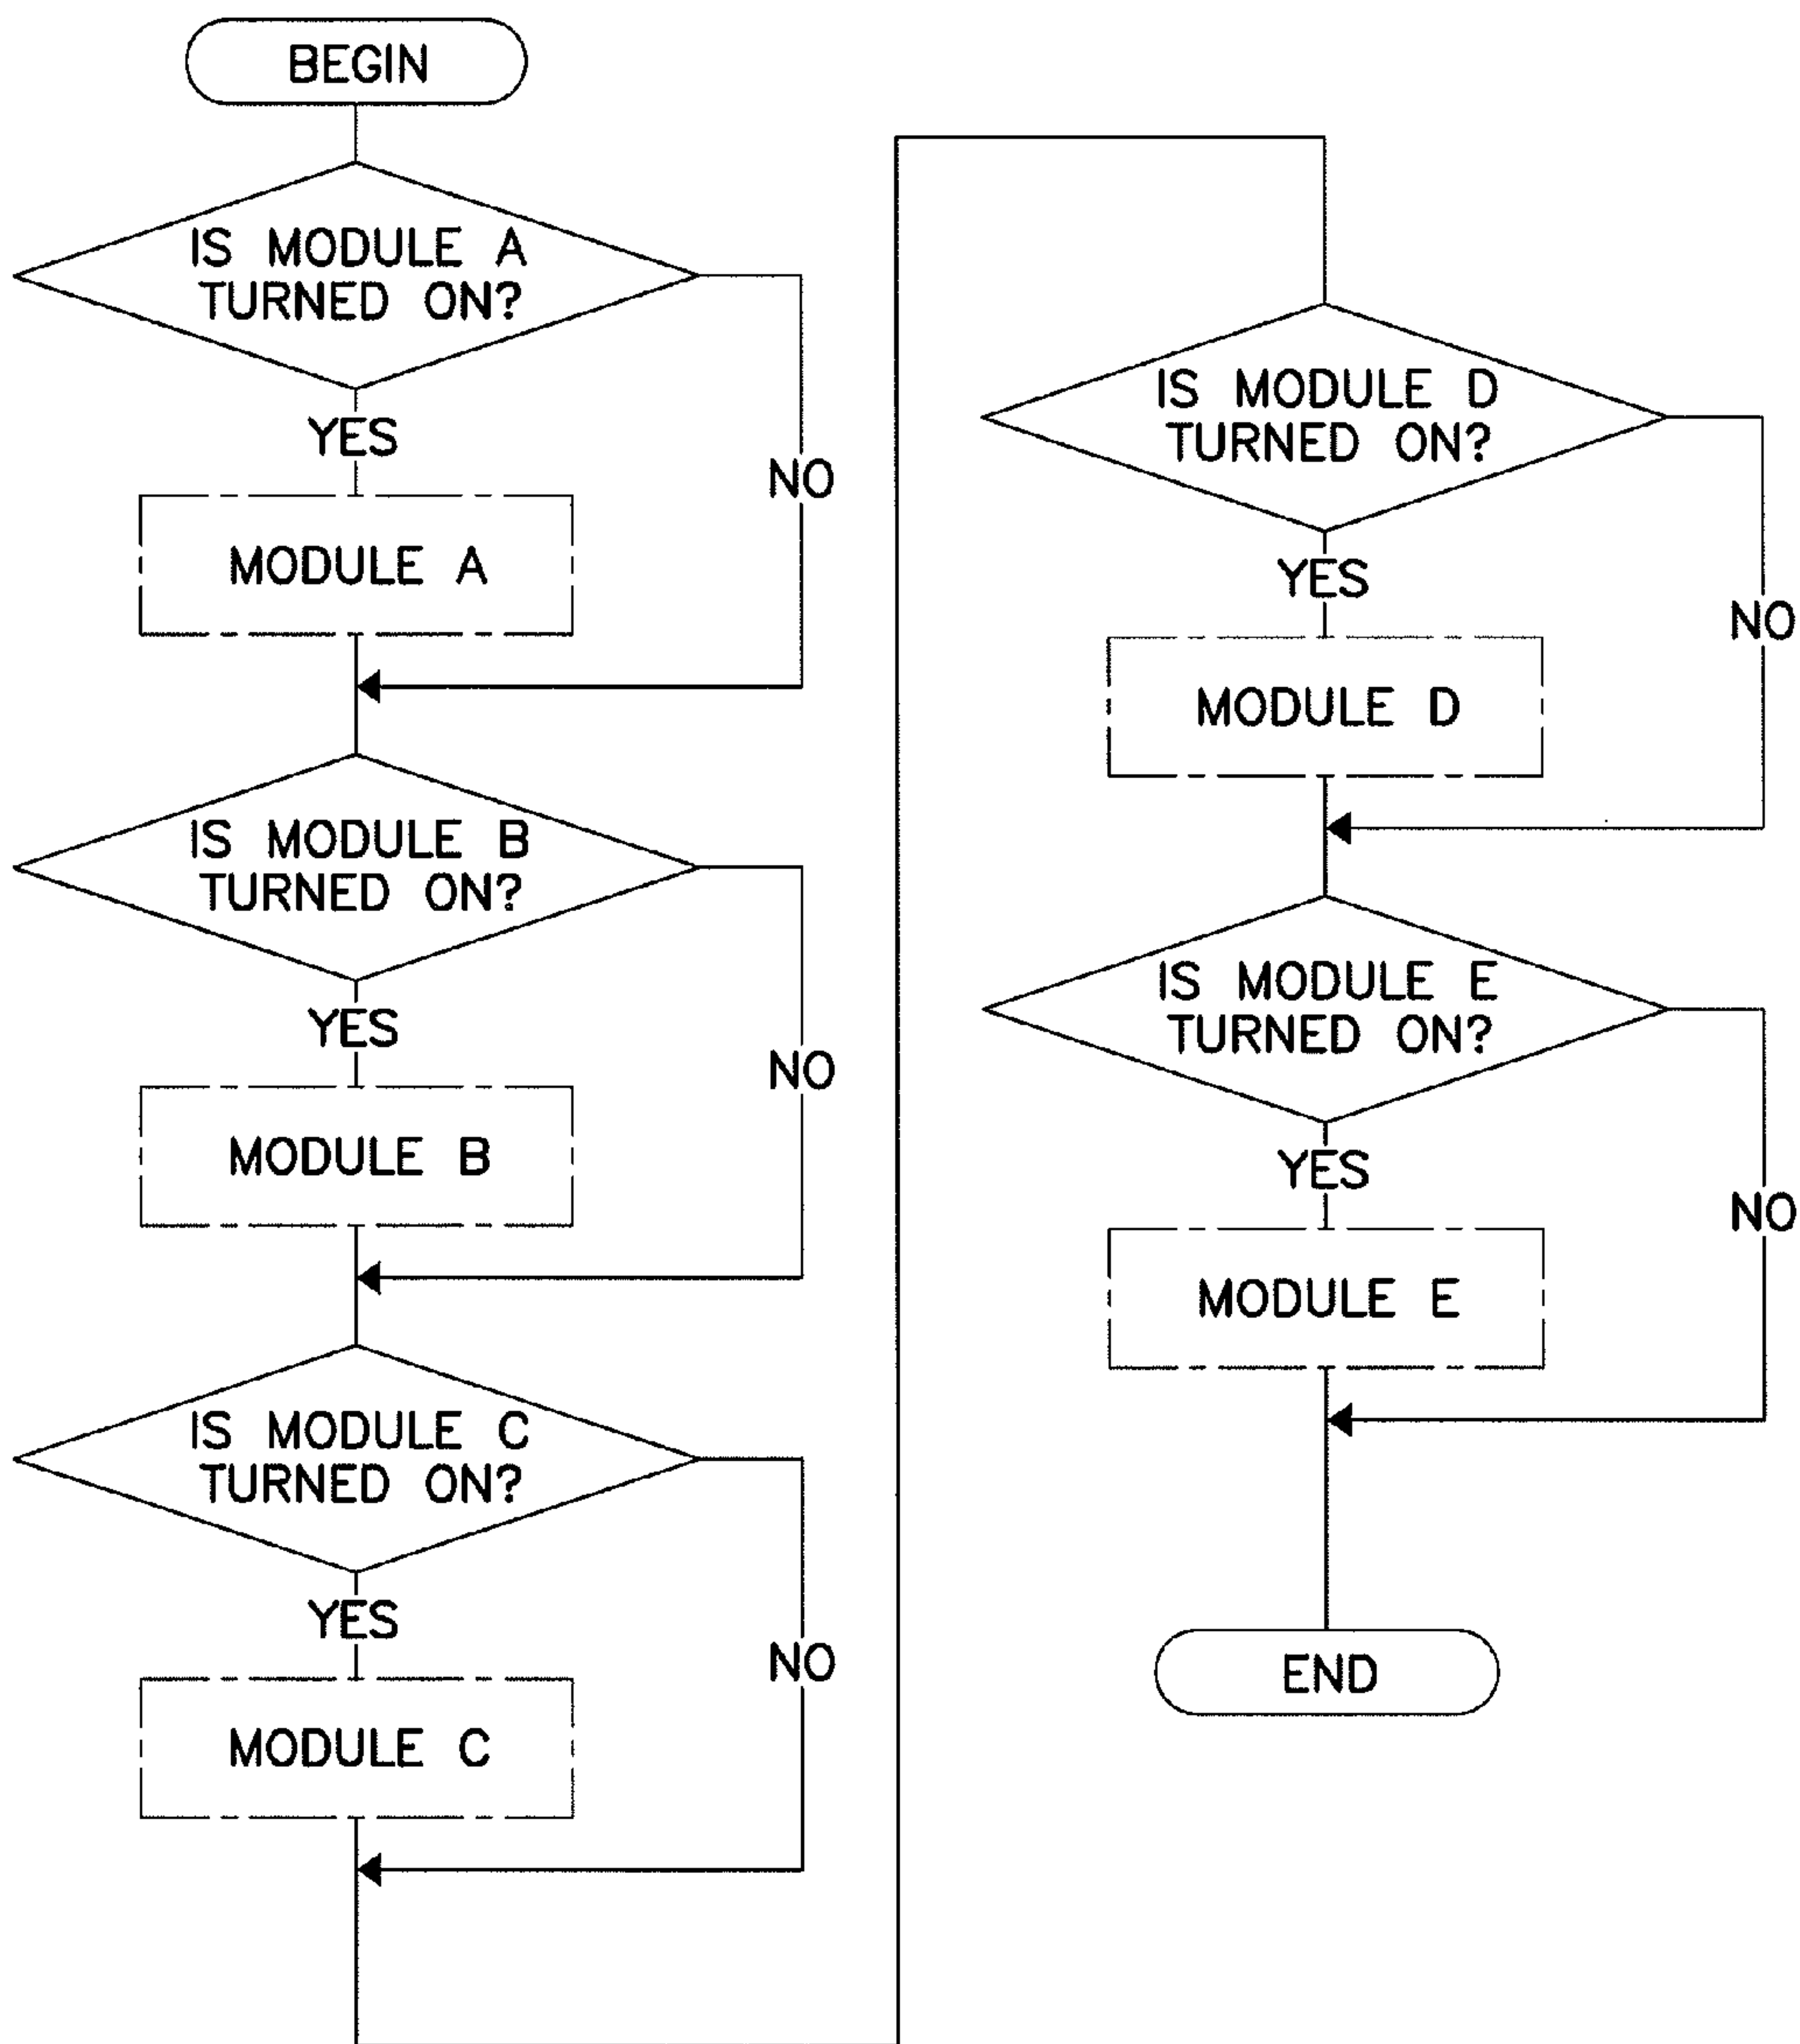 BEGIN
IS MODULE A
TURNED ON?
YES
NO
MODULE A
IS MODULE B
TURNED ON?
YES
NO
MODULE B
IS MODULE C
TURNED ON?
YES
NO
MODULE C
IS MODULE D
TURNED ON?
YES
NO
MODULE D
IS MODULE E
TURNED ON?
YES
NO
MODULE E
END